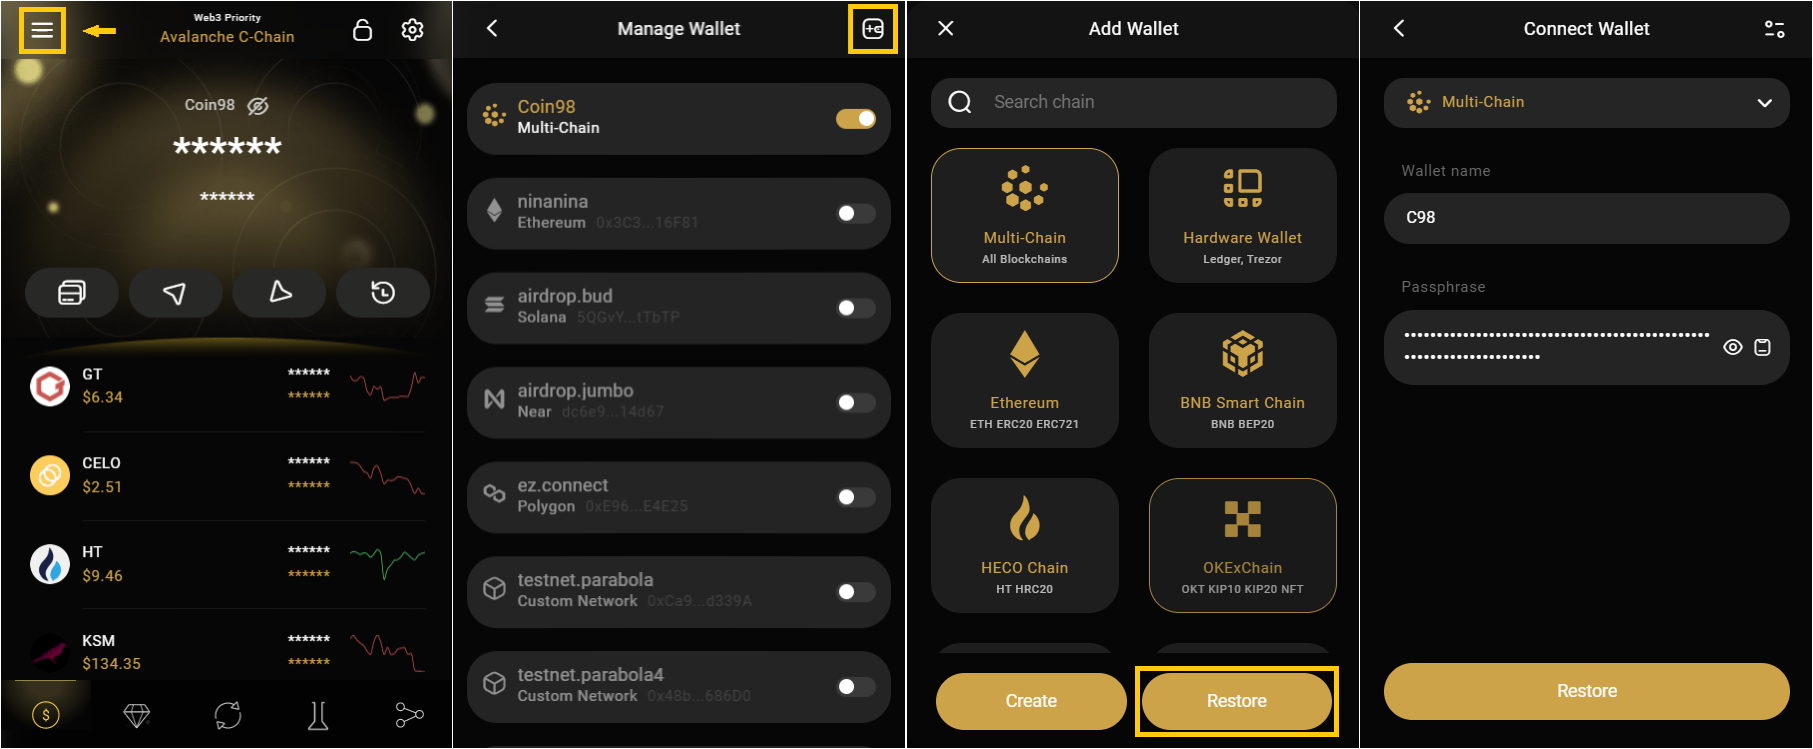 Web3 Priority
Avalanche C-Chain
Coin98
******
******
GT
******
$6.34
******
CELO
******
$2.51
******
HT
******
$9.46
******
KSM
******
$134.35
******
Manage Wallet
Coin98
Multi-Chain
ninanina
Ethereum 0x3C3...16F81
airdrop.bud
Solana 5QGvY...tTbTP
airdrop.jumbo
Near dc6e9...14d67
ez.connect
Polygon 0xE96...E4E25
testnet.parabola
Custom Network 0xCa9...d339A
testnet.parabola4
Custom Network 0x48b...686D0
Add Wallet
Search chain
Multi-Chain
All Blockchains
Hardware Wallet
Ledger, Trezor
Ethereum
ETH ERC20 ERC721
BNB Smart Chain
BNB BEP20
HECO Chain
HT HRC20
OKExChain
OKT KIP10 KIP20 NFT
Create
Restore
Connect Wallet
Multi-Chain
Wallet name
C98
Passphrase
Restore